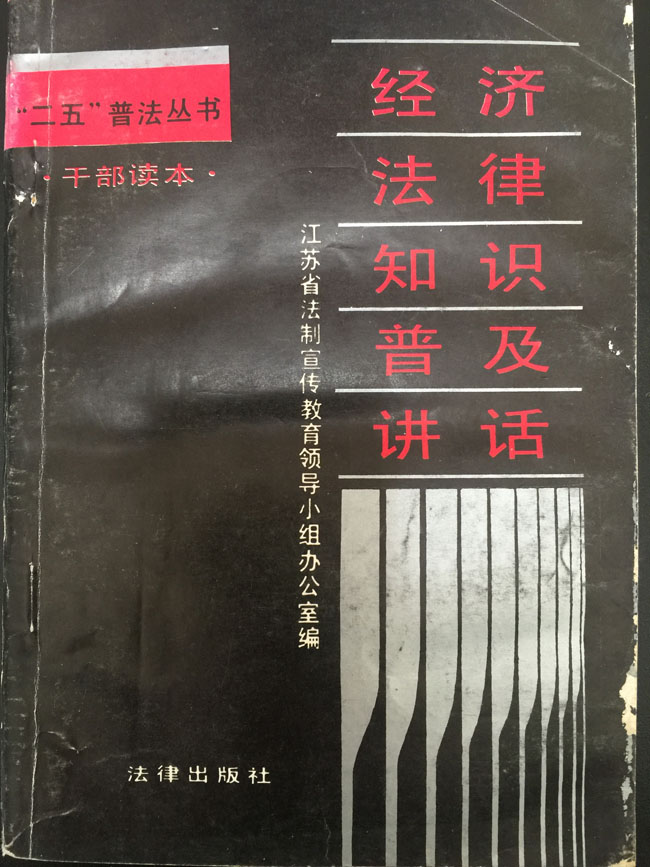 “二五”普法丛书
·干部读本·
经济
法律
知识
普及
讲话
江苏省法制宣传教育领导小组办公室编
法律出版社